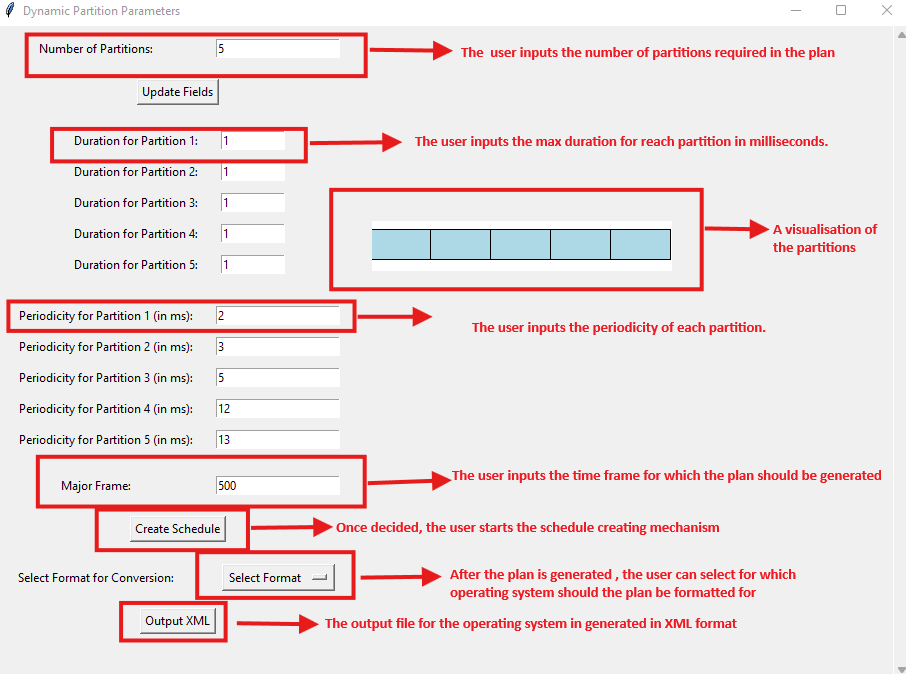 Dynamic Partition Parameters
Number of Partitions: 5
The user inputs the number of partitions required in the plan
Update Fields
Duration for Partition 1: 1
The user inputs the max duration for reach partition in milliseconds.
Duration for Partition 2: 1
Duration for Partition 3: 1
Duration for Partition 4: 1
Duration for Partition 5: 1
A visualisation of
the partitions
Periodicity for Partition 1 (in ms): 2
The user inputs the periodicity of each partition.
Periodicity for Partition 2 (in ms): 3
Periodicity for Partition 3 (in ms): 5
Periodicity for Partition 4 (in ms): 12
Periodicity for Partition 5 (in ms): 13
Major Frame: 500
The user inputs the time frame for which the plan should be generated
Create Schedule
Once decided, the user starts the schedule creating mechanism
Select Format for Conversion: Select Format
After the plan is generated , the user can select for which
operating system should the plan be formatted for
Output XML
The output file for the operating system in generated in XML format